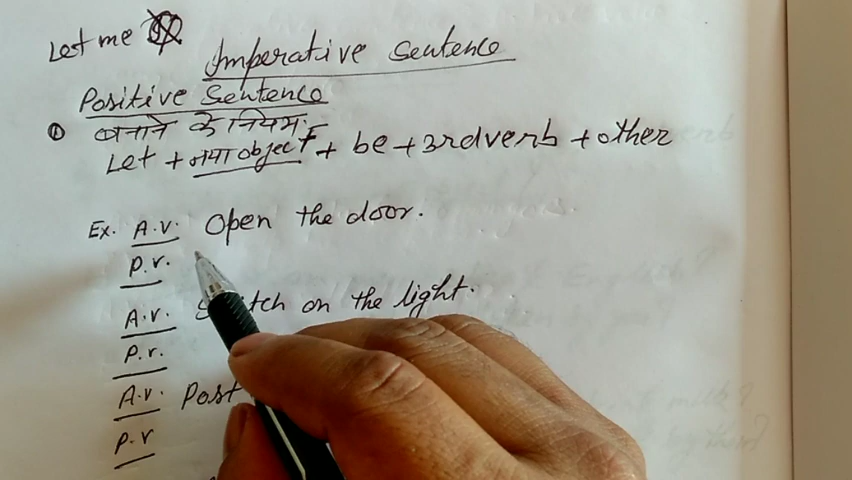 Let me
Imperative Sentence
Positive Sentence
① बनाने के नियम:-
Let + नया object + be + 3rd verb + other
Ex. A.V. Open the door.
P.V.
A.V. Switch on the light.
P.V.
A.V. Post
P.V